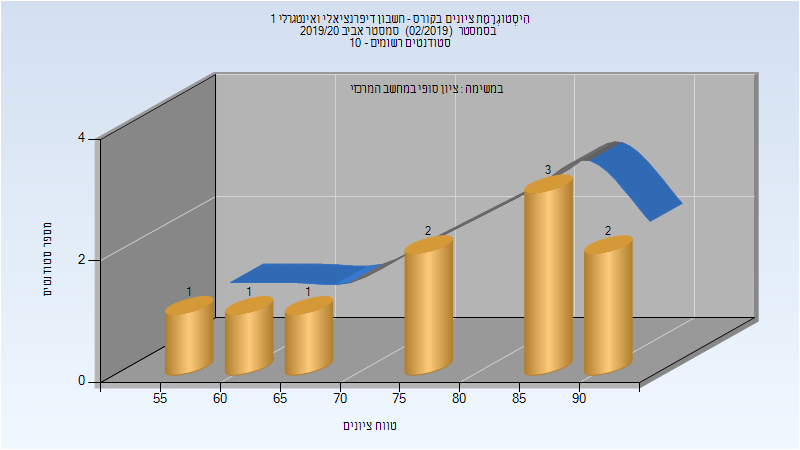 היסטוגרמת ציונים בקורס - חשבון דיפרנציאלי ואינטגרלי 1
בסמסטר (02/2019) סמסטר אביב 2019/20
סטודנטים רשומים - 10
במשימה : ציון סופי במחשב המרכזי
4
2
0
מספר סטודנטים
1
1
1
2
3
2
55
60
65
70
75
80
85
90
טווח ציונים